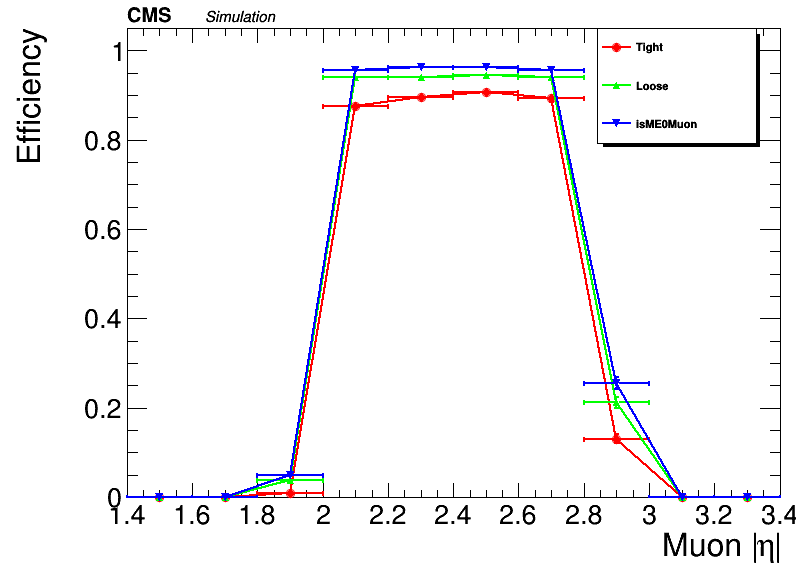 CMS Simulation
Efficiency
1
0.8
0.6
0.4
0.2
0
Tight
Loose
isME0Muon
1.4 1.6 1.8 2 2.2 2.4 2.6 2.8 3 3.2 3.4
Muon |η|